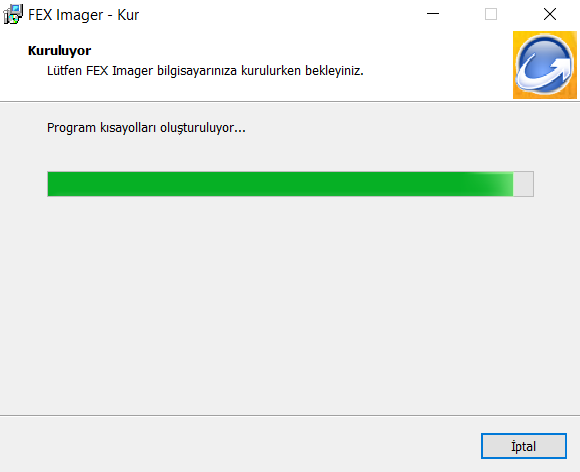 FEX Imager - Kur
Kuruluyor
Lütfen FEX Imager bilgisayarınıza kurulurken bekleyiniz.
Program kısayolları oluşturuluyor...
İptal